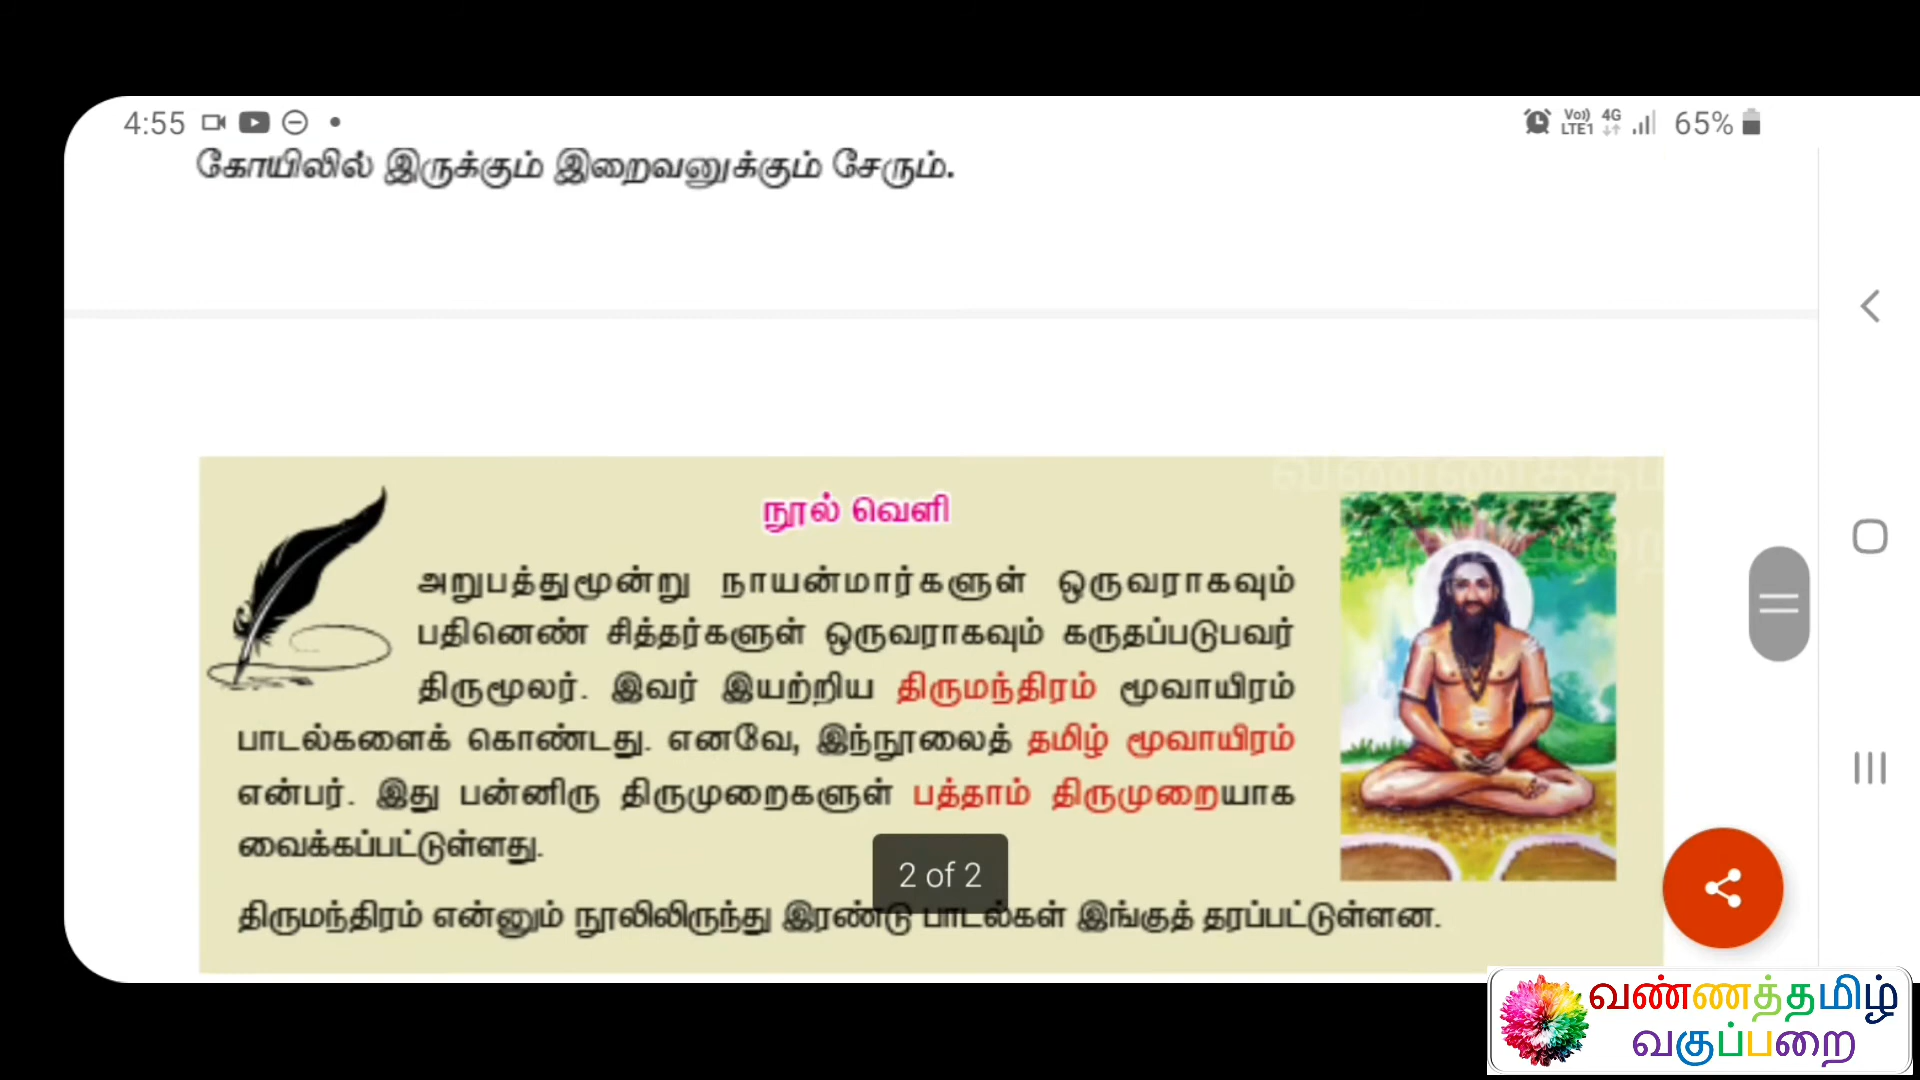 4:55
Vo)) 4G
LTE1 65%
கோயிலில் இருக்கும் இறைவனுக்கும் சேரும்.
நூல் வெளி
அறுபத்துமூன்று நாயன்மார்களுள் ஒருவராகவும்
பதினெண் சித்தர்களுள் ஒருவராகவும் கருதப்படுபவர்
திருமூலர். இவர் இயற்றிய திருமந்திரம் மூவாயிரம்
பாடல்களைக் கொண்டது. எனவே, இந்நூலைத் தமிழ் மூவாயிரம்
என்பர். இது பன்னிரு திருமுறைகளுள் பத்தாம் திருமுறையாக
வைக்கப்பட்டுள்ளது.
2 of 2
திருமந்திரம் என்னும் நூலிலிருந்து இரண்டு பாடல்கள் இங்குத் தரப்பட்டுள்ளன.
வண்ணத்தமிழ்
வகுப்பறை